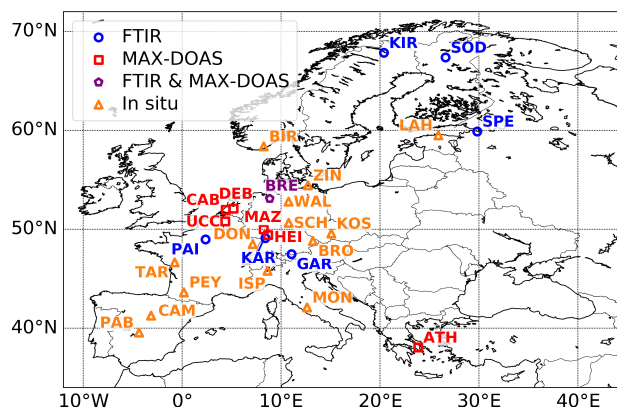 70°N
FTIR
MAX-DOAS
FTIR & MAX-DOAS
In situ
KIR
SOD
60°N
LAH
SPE
BIR
ZIN
BRE
CAB
DEB
WAL
UCC
MAZ
SCH
KOS
50°N
DON
HEI
PAI
KAR
BRO
GAR
TAR
PEY
ISP
MON
CAM
PAB
40°N
ATH
10°W
0°
10°E
20°E
30°E
40°E